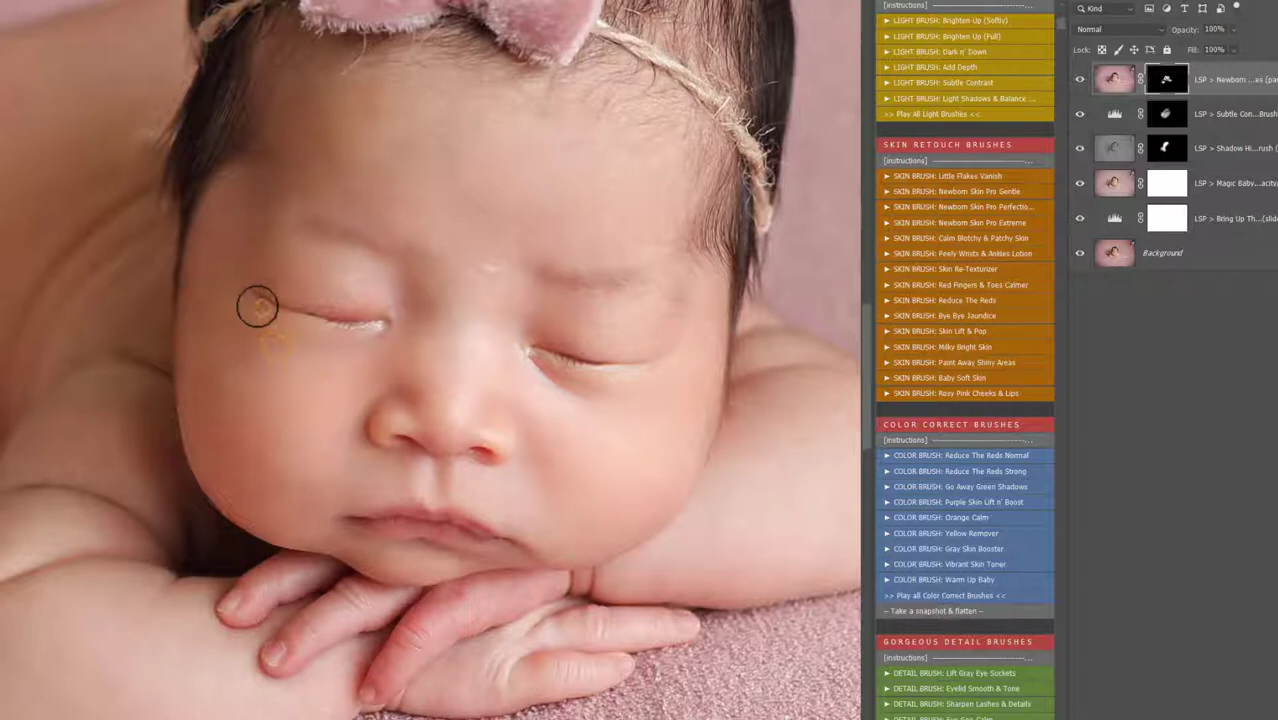 [instructions]
► LIGHT BRUSH: Brighten Up (Softly)
► LIGHT BRUSH: Brighten Up (Full)
► LIGHT BRUSH: Dark n' Down
► LIGHT BRUSH: Add Depth
► LIGHT BRUSH: Subtle Contrast
► LIGHT BRUSH: Light Shadows & Balance ...
>> Play All Light Brushes <<
SKIN RETOUCH BRUSHES
[instructions]
► SKIN BRUSH: Little Flakes Vanish
► SKIN BRUSH: Newborn Skin Pro Gentle
► SKIN BRUSH: Newborn Skin Pro Perfectio...
► SKIN BRUSH: Newborn Skin Pro Extreme
► SKIN BRUSH: Calm Blotchy & Patchy Skin
► SKIN BRUSH: Peely Wrists & Ankles Lotion
► SKIN BRUSH: Skin Re-Texturizer
► SKIN BRUSH: Red Fingers & Toes Calmer
► SKIN BRUSH: Reduce The Reds
► SKIN BRUSH: Bye Bye Jaundice
► SKIN BRUSH: Skin Lift & Pop
► SKIN BRUSH: Milky Bright Skin
► SKIN BRUSH: Paint Away Shiny Areas
► SKIN BRUSH: Baby Soft Skin
► SKIN BRUSH: Rosy Pink Cheeks & Lips
COLOR CORRECT BRUSHES
[instructions]
► COLOR BRUSH: Reduce The Reds Normal
► COLOR BRUSH: Reduce The Reds Strong
► COLOR BRUSH: Go Away Green Shadows
► COLOR BRUSH: Purple Skin Lift n' Boost
► COLOR BRUSH: Orange Calm
► COLOR BRUSH: Yellow Remover
► COLOR BRUSH: Gray Skin Booster
► COLOR BRUSH: Vibrant Skin Toner
► COLOR BRUSH: Warm Up Baby
>> Play all Color Correct Brushes <<
-- Take a snapshot & flatten --
GORGEOUS DETAIL BRUSHES
[instructions]
► DETAIL BRUSH: Lift Gray Eye Sockets
► DETAIL BRUSH: Eyelid Smooth & Tone
► DETAIL BRUSH: Sharpen Lashes & Details
Kind
Normal Opacity: 100%
Lock: Fill: 100%
LSP > Newborn ...es (pa
LSP > Subtle Con...Brush
LSP > Shadow Hi...rush (
LSP > Magic Baby...acity
LSP > Bring Up Th...(slid
Background